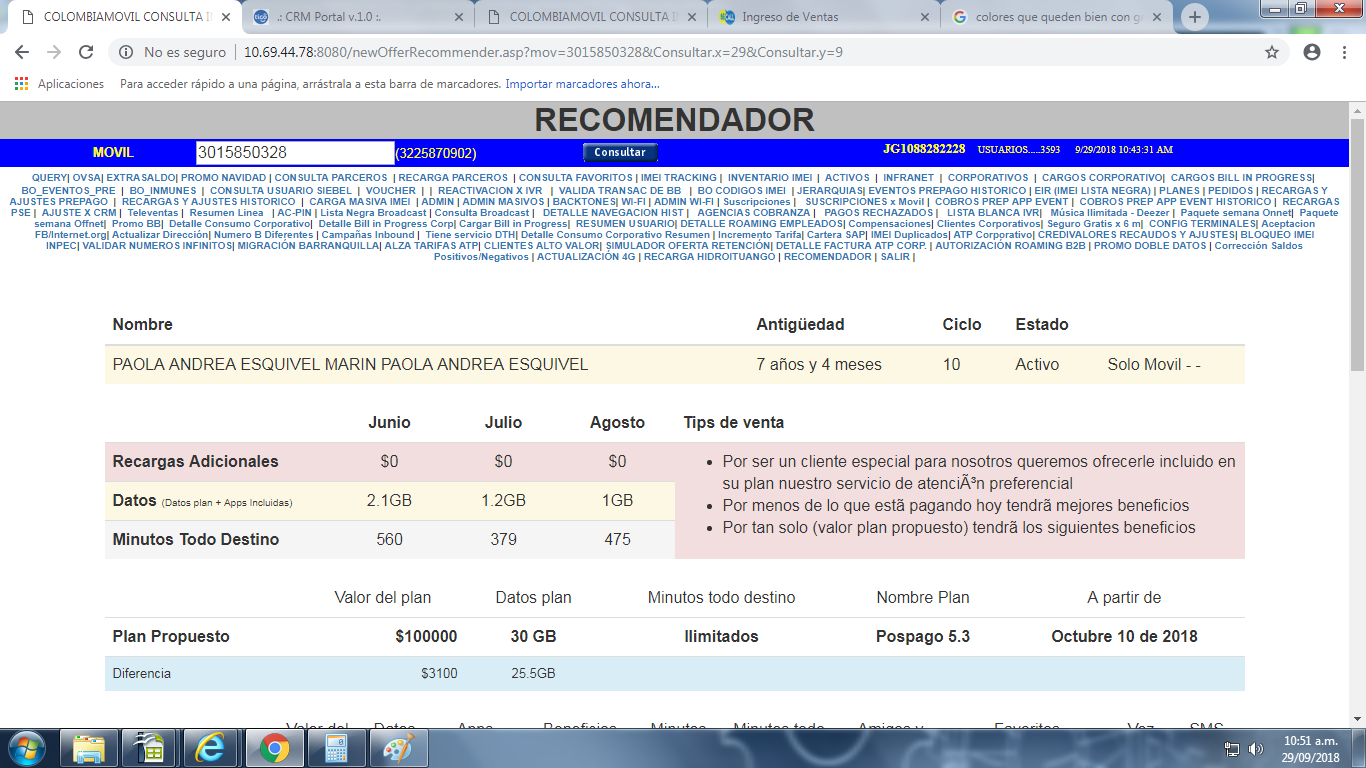 COLOMBIAMOVIL CONSULTA I
.: CRM Portal v.1.0 :.
COLOMBIAMOVIL CONSULTA I
Ingreso de Ventas
colores que queden bien con g
No es seguro | 10.69.44.78:8080/newOfferRecommender.asp?mov=3015850328&Consultar.x=29&Consultar.y=9
Aplicaciones Para acceder rápido a una página, arrástrala a esta barra de marcadores. Importar marcadores ahora...
RECOMENDADOR
MOVIL 3015850328 (3225870902) Consultar JG1088282228 USUARIOS.....3593 9/29/2018 10:43:31 AM
QUERY| OVSA| EXTRASALDO| PROMO NAVIDAD | CONSULTA PARCEROS | RECARGA PARCEROS | CONSULTA FAVORITOS | IMEI TRACKING | INVENTARIO IMEI | ACTIVOS | INFRANET | CORPORATIVOS | CARGOS CORPORATIVO| CARGOS BILL IN PROGRESS|
BO_EVENTOS_PRE | BO_INMUNES | CONSULTA USUARIO SIEBEL | VOUCHER | | REACTIVACION X IVR | VALIDA TRANSAC DE BB | BO CODIGOS IMEI | JERARQUIAS| EVENTOS PREPAGO HISTORICO | EIR (IMEI LISTA NEGRA) | PLANES | PEDIDOS | RECARGAS Y
AJUSTES PREPAGO | RECARGAS Y AJUSTES HISTORICO | CARGA MASIVA IMEI | ADMIN | ADMIN MASIVOS | BACKTONES| WI-FI | ADMIN WI-FI | Suscripciones | SUSCRIPCIONES x Movil | COBROS PREP APP EVENT | COBROS PREP APP EVENT HISTORICO | RECARGAS
PSE | AJUSTE X CRM | Televentas | Resumen Linea | AC-PIN | Lista Negra Broadcast | Consulta Broadcast | DETALLE NAVEGACION HIST | AGENCIAS COBRANZA | PAGOS RECHAZADOS | LISTA BLANCA IVR| Música Ilimitada - Deezer | Paquete semana Onnet| Paquete
semana Offnet| Promo BB| Detalle Consumo Corporativo| Detalle Bill in Progress Corp| Cargar Bill in Progress| RESUMEN USUARIO| DETALLE ROAMING EMPLEADOS| Compensaciones| Clientes Corporativos| Seguro Gratis x 6 m| CONFIG TERMINALES| Aceptacion
FB/Internet.org| Actualizar Dirección| Numero B Diferentes | Campañas Inbound | Tiene servicio DTH| Detalle Consumo Corporativo Resumen | Incremento Tarifa| Cartera SAP| IMEI Duplicados| ATP Corporativo| CREDIVALORES RECAUDOS Y AJUSTES| BLOQUEO IMEI
INPEC| VALIDAR NUMEROS INFINITOS| MIGRACIÓN BARRANQUILLA| ALZA TARIFAS ATP| CLIENTES ALTO VALOR| SIMULADOR OFERTA RETENCIÓN| DETALLE FACTURA ATP CORP. | AUTORIZACIÓN ROAMING B2B | PROMO DOBLE DATOS | Corrección Saldos
Positivos/Negativos | ACTUALIZACIÓN 4G | RECARGA HIDROITUANGO | RECOMENDADOR | SALIR |
Nombre Antigüedad Ciclo Estado
PAOLA ANDREA ESQUIVEL MARIN PAOLA ANDREA ESQUIVEL 7 años y 4 meses 10 Activo Solo Movil - -
Junio Julio Agosto Tips de venta
Recargas Adicionales $0 $0 $0
Datos (Datos plan + Apps Incluidas) 2.1GB 1.2GB 1GB
Minutos Todo Destino 560 379 475
• Por ser un cliente especial para nosotros queremos ofrecerle incluido en
su plan nuestro servicio de atenciÃ³n preferencial
• Por menos de lo que estã pagando hoy tendrã mejores beneficios
• Por tan solo (valor plan propuesto) tendrã los siguientes beneficios
Valor del plan Datos plan Minutos todo destino Nombre Plan A partir de
Plan Propuesto $100000 30 GB Ilimitados Pospago 5.3 Octubre 10 de 2018
Diferencia $3100 25.5GB
Valor del Datos Apps Beneficios Minutos Minutos todo Amigos y Favoritos Voz SMS
10:51 a.m.
29/09/2018